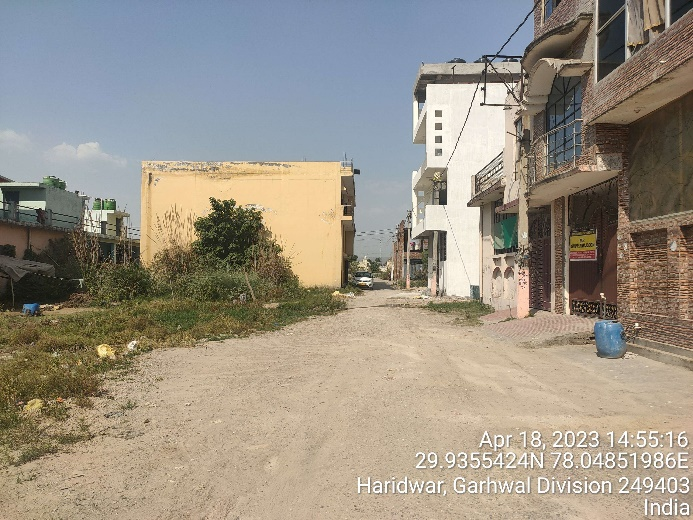 Apr 18, 2023 14:55:16
29.9355424N 78.04851986E
Haridwar, Garhwal Division 249403
India